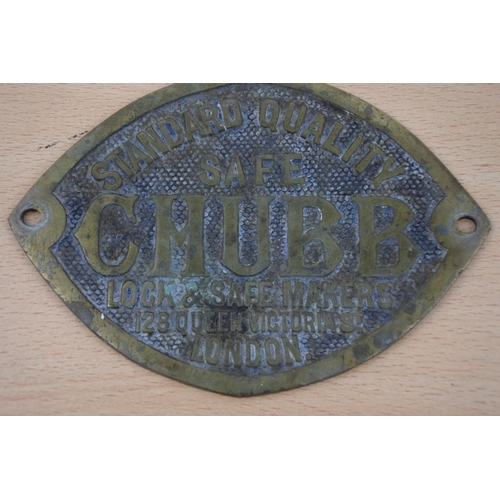 STANDARD QUALITY
SAFE
CHUBB
LOCK & SAFE MAKERS
128 QUEEN VICTORIA ST
LONDON